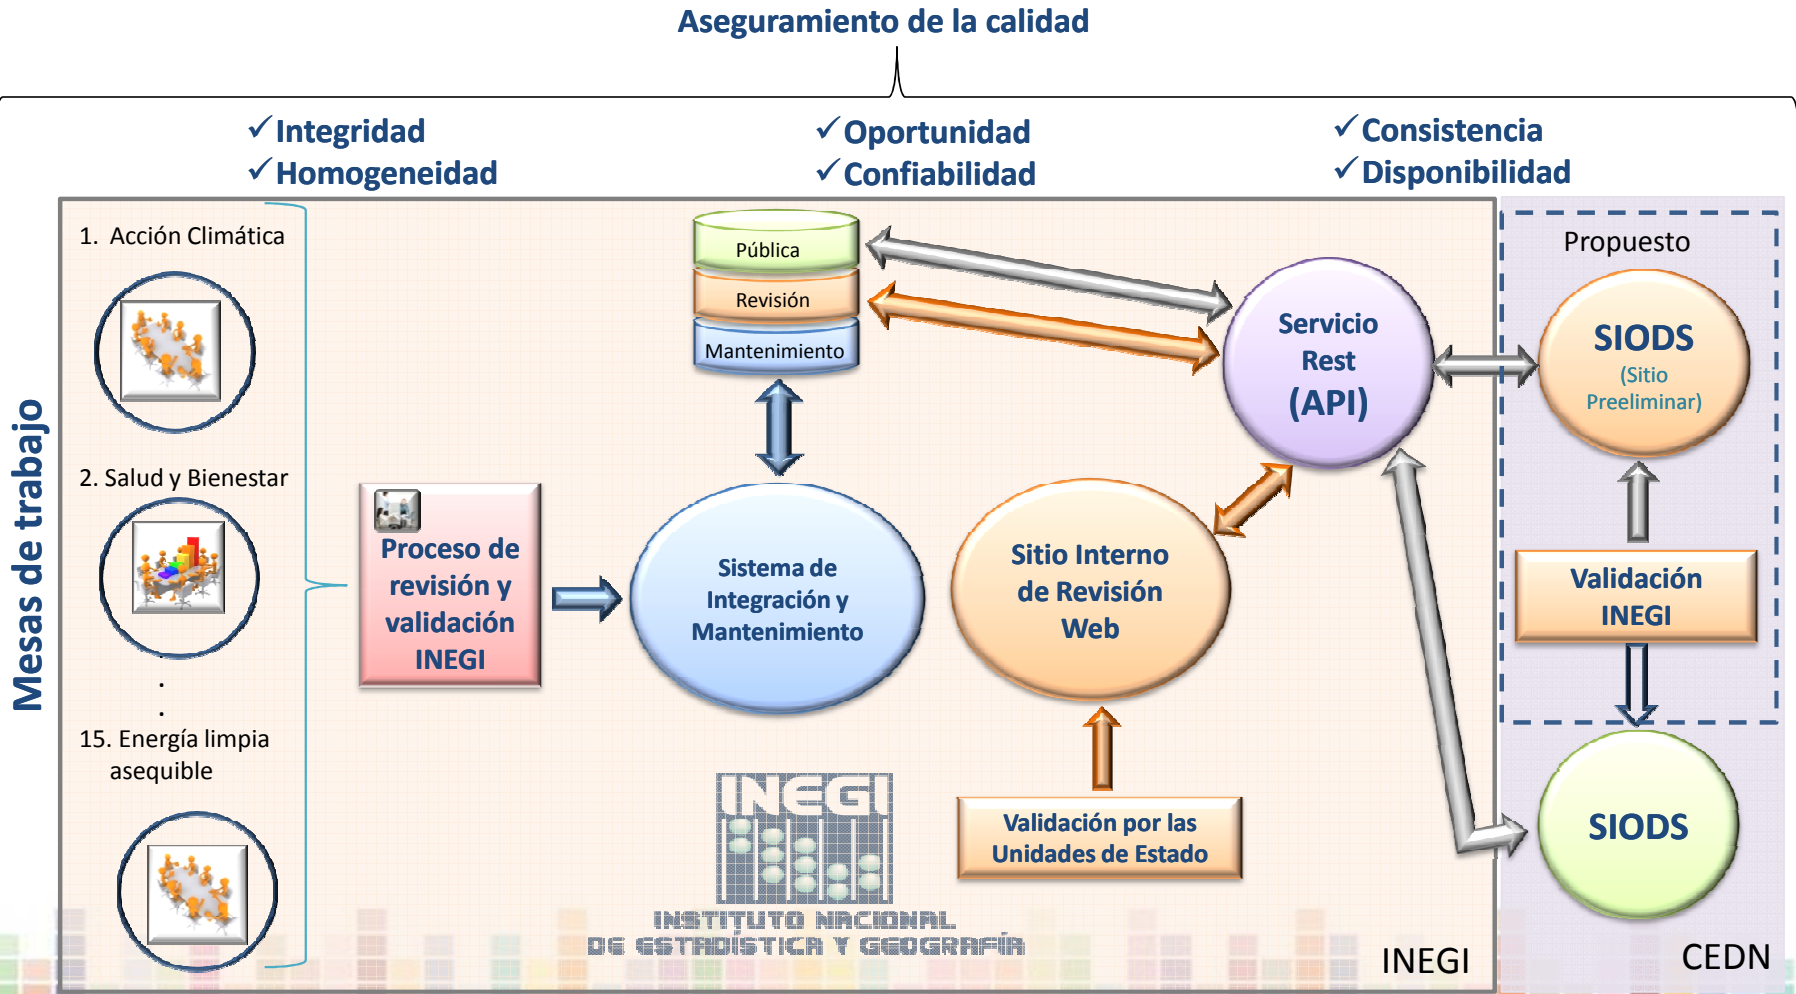 Aseguramiento de la calidad
✓Integridad
✓Homogeneidad
✓Oportunidad
✓Confiabilidad
✓Consistencia
✓Disponibilidad
Mesas de trabajo
1. Acción Climática
2. Salud y Bienestar
.
.
15. Energía limpia
asequible
Proceso de
revisión y
validación
INEGI
Pública
Revisión
Mantenimiento
Sistema de
Integración y
Mantenimiento
Sitio Interno
de Revisión
Web
Validación por las
Unidades de Estado
Servicio
Rest
(API)
Propuesto
SIODS
(Sitio
Preeliminar)
Validación
INEGI
SIODS
INEGI
INSTITUTO NACIONAL
DE ESTADÍSTICA Y GEOGRAFÍA
INEGI
CEDN